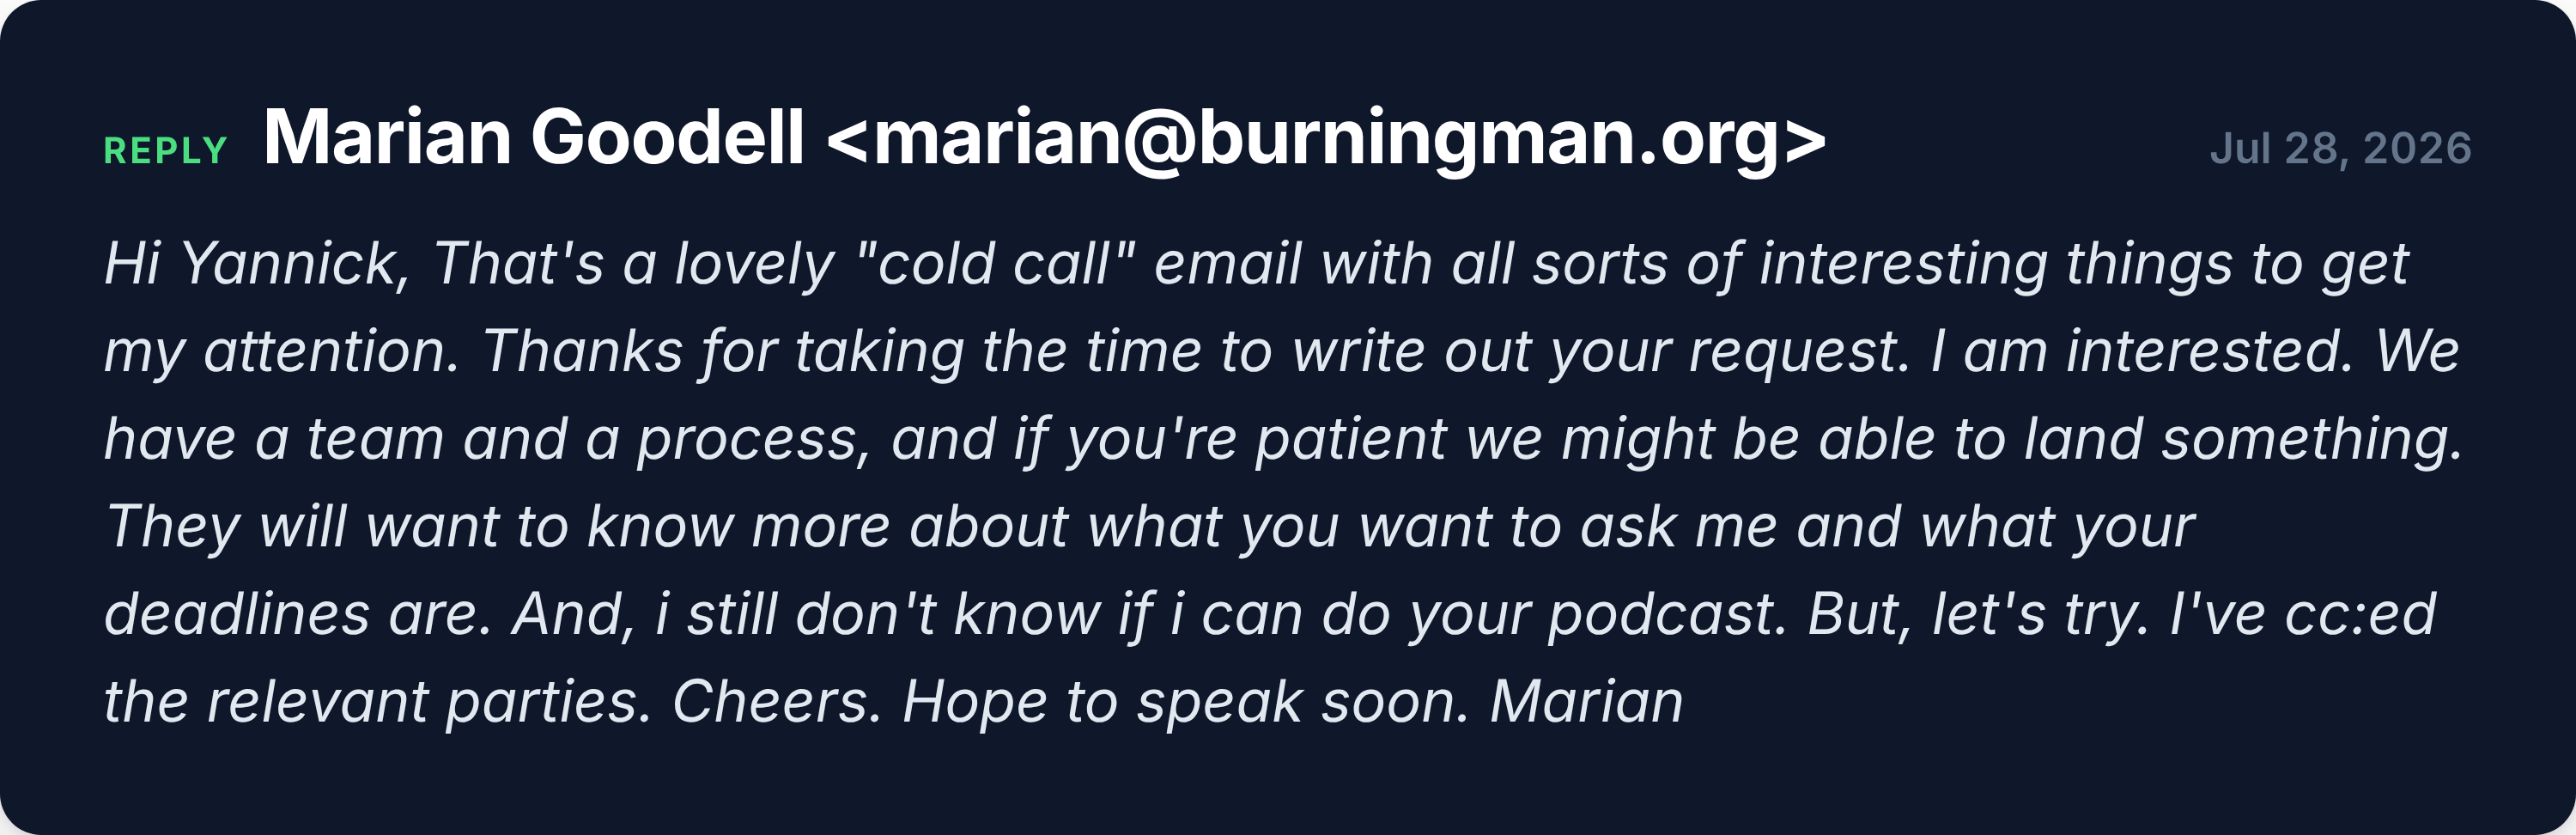 REPLY Marian Goodell <marian@burningman.org> Jul 28, 2026
Hi Yannick, That's a lovely "cold call" email with all sorts of interesting things to get
my attention. Thanks for taking the time to write out your request. I am interested. We
have a team and a process, and if you're patient we might be able to land something.
They will want to know more about what you want to ask me and what your
deadlines are. And, i still don't know if i can do your podcast. But, let's try. I've cc:ed
the relevant parties. Cheers. Hope to speak soon. Marian